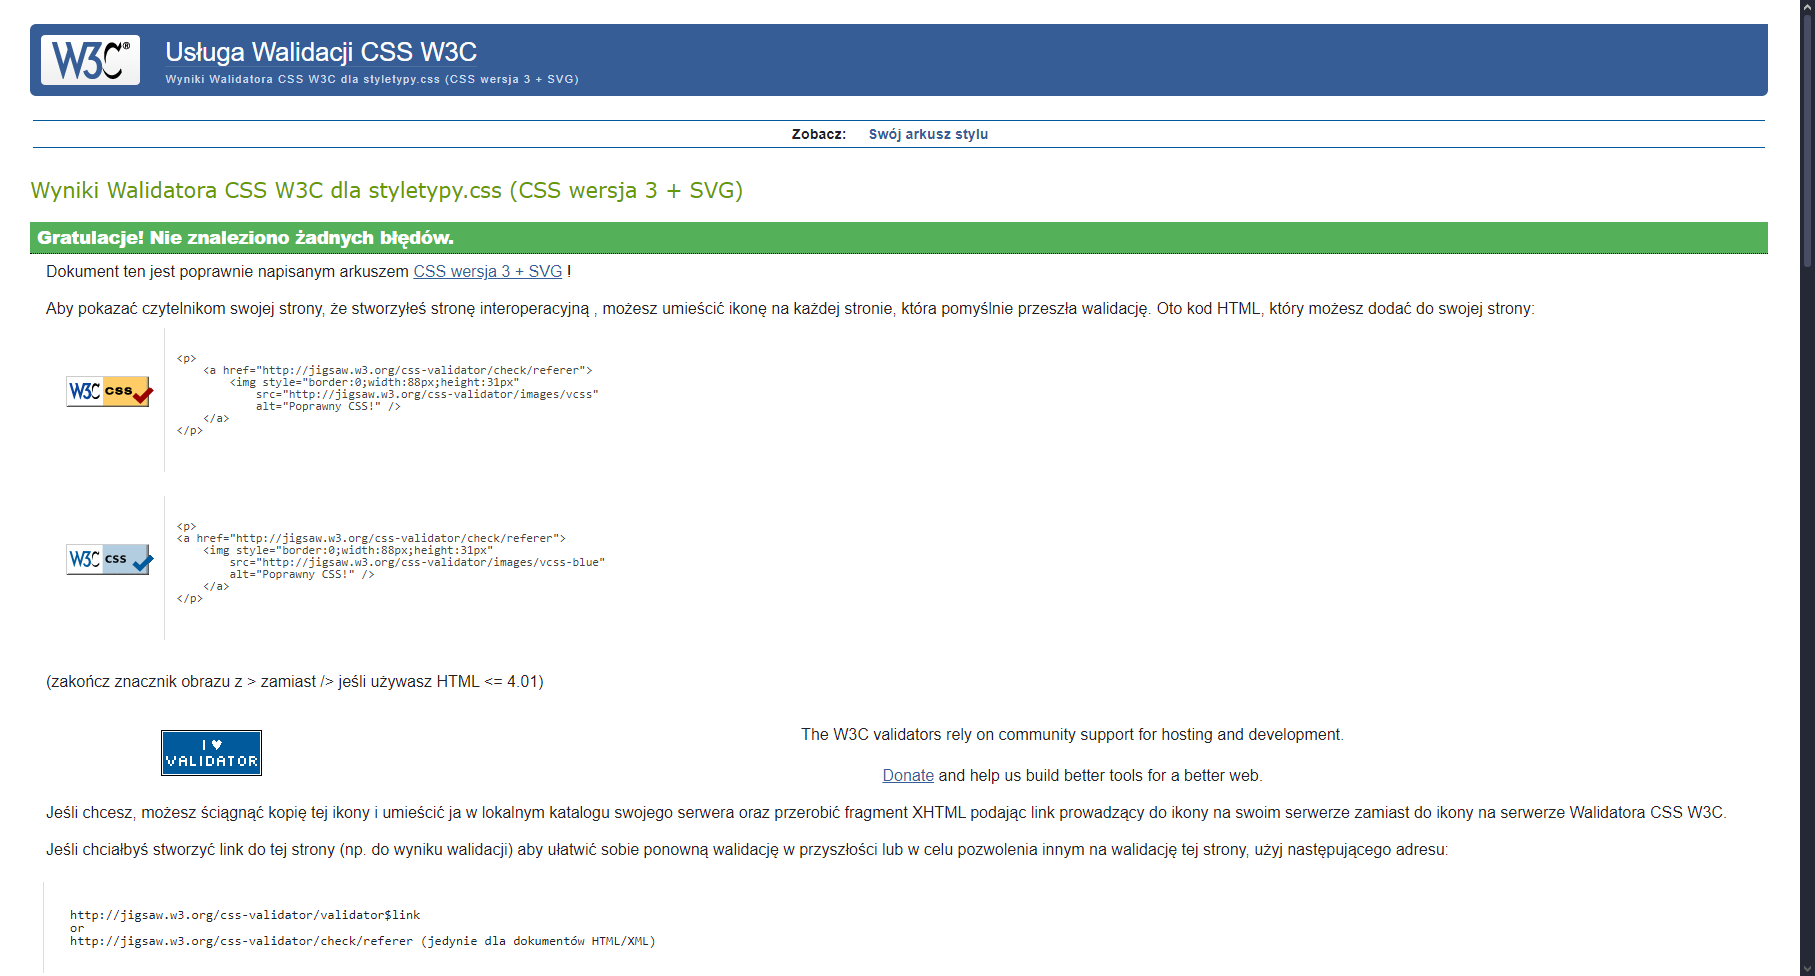 W3C®
Usługa Walidacji CSS W3C
Wyniki Walidatora CSS W3C dla styletypy.css (CSS wersja 3 + SVG)
Zobacz: Swój arkusz stylu
Wyniki Walidatora CSS W3C dla styletypy.css (CSS wersja 3 + SVG)
Gratulacje! Nie znaleziono żadnych błędów.
Dokument ten jest poprawnie napisanym arkuszem CSS wersja 3 + SVG !
Aby pokazać czytelnikom swojej strony, że stworzyłeś stronę interoperacyjną , możesz umieścić ikonę na każdej stronie, która pomyślnie przeszła walidację. Oto kod HTML, który możesz dodać do swojej strony:
W3C css
<p>
<a href="http://jigsaw.w3.org/css-validator/check/referer">
<img style="border:0;width:88px;height:31px"
src="http://jigsaw.w3.org/css-validator/images/vcss"
alt="Poprawny CSS!" />
</a>
</p>
W3C css
<p>
<a href="http://jigsaw.w3.org/css-validator/check/referer">
<img style="border:0;width:88px;height:31px"
src="http://jigsaw.w3.org/css-validator/images/vcss-blue"
alt="Poprawny CSS!" />
</a>
</p>
(zakończ znacznik obrazu z > zamiast /> jeśli używasz HTML <= 4.01)
I ♥
VALIDATOR
The W3C validators rely on community support for hosting and development.
Donate and help us build better tools for a better web.
Jeśli chcesz, możesz ściągnąć kopię tej ikony i umieścić ja w lokalnym katalogu swojego serwera oraz przerobić fragment XHTML podając link prowadzący do ikony na swoim serwerze zamiast do ikony na serwerze Walidatora CSS W3C.
Jeśli chciałbyś stworzyć link do tej strony (np. do wyniku walidacji) aby ułatwić sobie ponowną walidację w przyszłości lub w celu pozwolenia innym na walidację tej strony, użyj następującego adresu:
http://jigsaw.w3.org/css-validator/validator$link
or
http://jigsaw.w3.org/css-validator/check/referer (jedynie dla dokumentów HTML/XML)